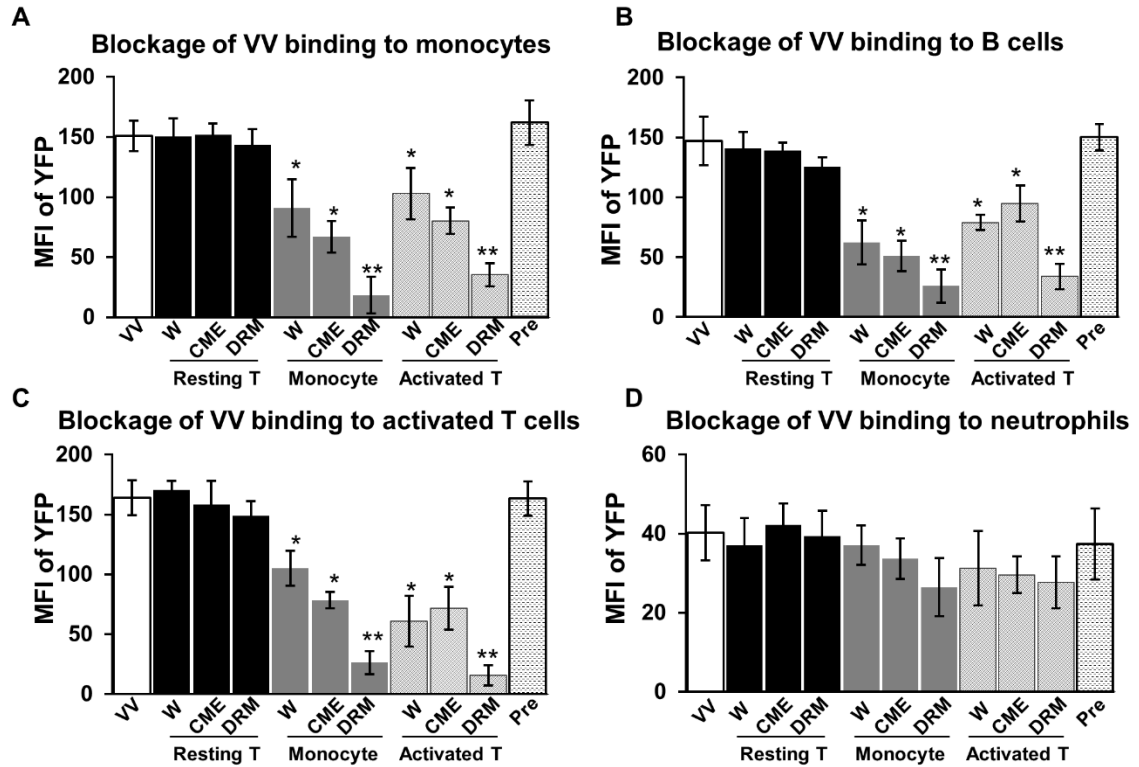 A
Blockage of VV binding to monocytes
MFI of YFP
200
150
100
50
0
* * ** * * **
VV W CME DRM W CME DRM W CME DRM Pre
Resting T Monocyte Activated T
B
Blockage of VV binding to B cells
MFI of YFP
200
150
100
50
0
* * ** * * **
VV W CME DRM W CME DRM W CME DRM Pre
Resting T Monocyte Activated T
C
Blockage of VV binding to activated T cells
MFI of YFP
200
150
100
50
0
* * ** * * **
VV W CME DRM W CME DRM W CME DRM Pre
Resting T Monocyte Activated T
D
Blockage of VV binding to neutrophils
MFI of YFP
60
40
20
0
VV W CME DRM W CME DRM W CME DRM Pre
Resting T Monocyte Activated T